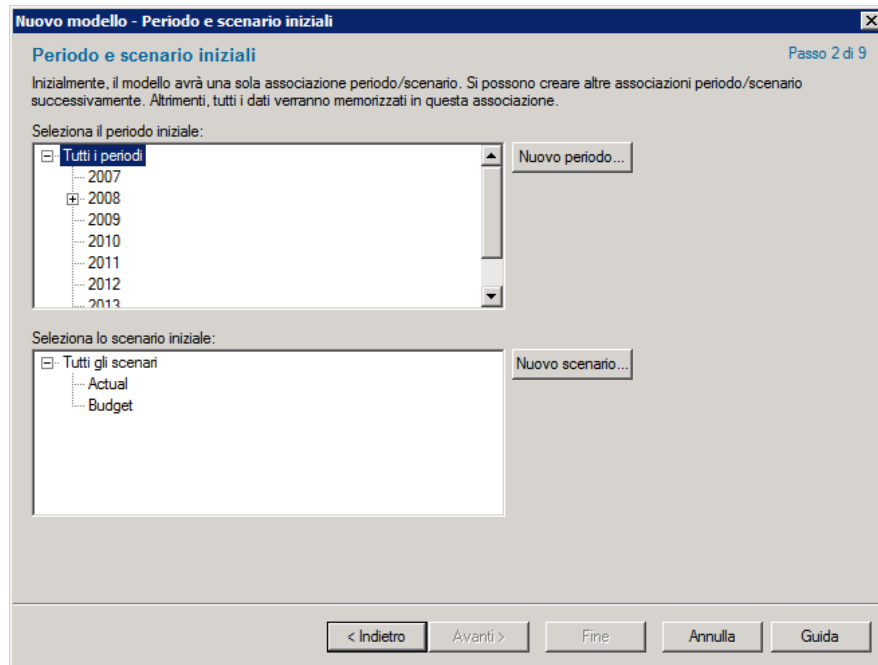 Nuovo modello - Periodo e scenario iniziali
Periodo e scenario iniziali
Passo 2 di 9
Inizialmente, il modello avrà una sola associazione periodo/scenario. Si possono creare altre associazioni periodo/scenario
successivamente. Altrimenti, tutti i dati verranno memorizzati in questa associazione.
Seleziona il periodo iniziale:
Tutti i periodi
Nuovo periodo...
2007
2008
2009
2010
2011
2012
2013
Seleziona lo scenario iniziale:
Tutti gli scenari
Nuovo scenario...
Actual
Budget
< Indietro
Avanti >
Fine
Annulla
Guida